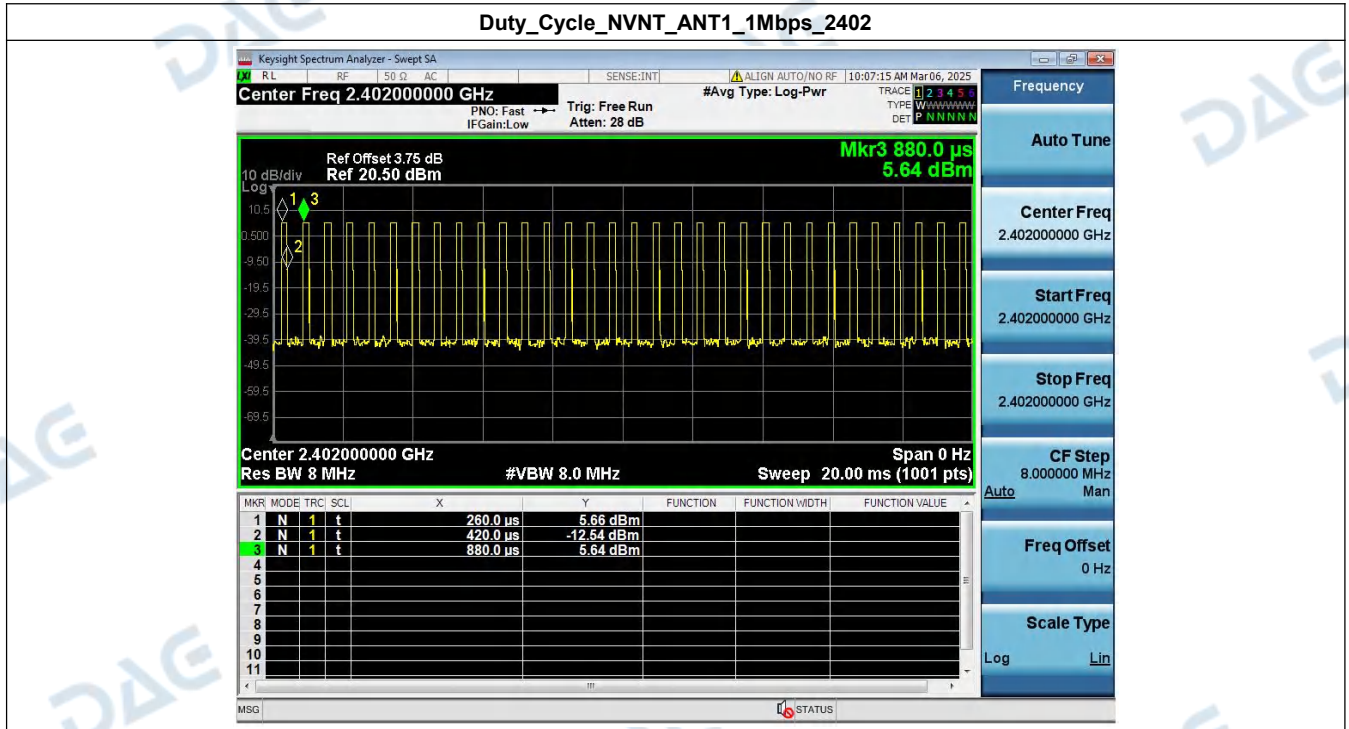 Duty_Cycle_NVNT_ANT1_1Mbps_2402
Keysight Spectrum Analyzer - Swept SA
RL RF 50 Ω AC SENSE:INT ALIGN AUTO/NO RF 10:07:15 AM Mar 06, 2025
Center Freq 2.402000000 GHz #Avg Type: Log-Pwr TRACE 1 2 3 4 5 6
PNO: Fast Trig: Free Run TYPE W
IFGain:Low Atten: 28 dB DET P N N N N N
Frequency
Mkr3 880.0 µs
5.64 dBm
Ref Offset 3.75 dB
10 dB/div Ref 20.50 dBm
Log
10.5
0.500
-9.50
-19.5
-29.5
-39.5
-49.5
-59.5
-69.5
1 3
2
Center 2.402000000 GHz Span 0 Hz
Res BW 8 MHz #VBW 8.0 MHz Sweep 20.00 ms (1001 pts)
MKR MODE TRC SCL X Y FUNCTION FUNCTION WIDTH FUNCTION VALUE
1 N 1 t 260.0 µs 5.66 dBm
2 N 1 t 420.0 µs -12.54 dBm
3 N 1 t 880.0 µs 5.64 dBm
4
5
6
7
8
9
10
11
Auto Tune
Center Freq
2.402000000 GHz
Start Freq
2.402000000 GHz
Stop Freq
2.402000000 GHz
CF Step
8.000000 MHz
Auto Man
Freq Offset
0 Hz
Scale Type
Log Lin
MSG STATUS
DAG
DAG
DAG